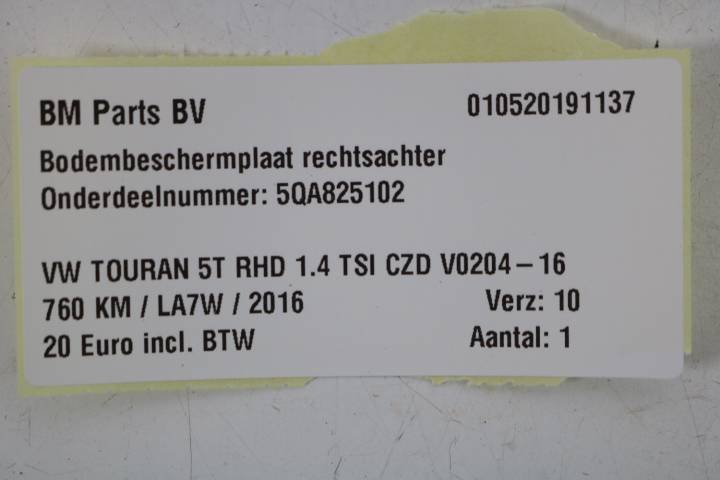 BM Parts BV 010520191137
Bodembeschermplaat rechtsachter
Onderdeelnummer: 5QA825102
VW TOURAN 5T RHD 1.4 TSI CZD V0204-16
760 KM / LA7W / 2016 Verz: 10
20 Euro incl. BTW Aantal: 1